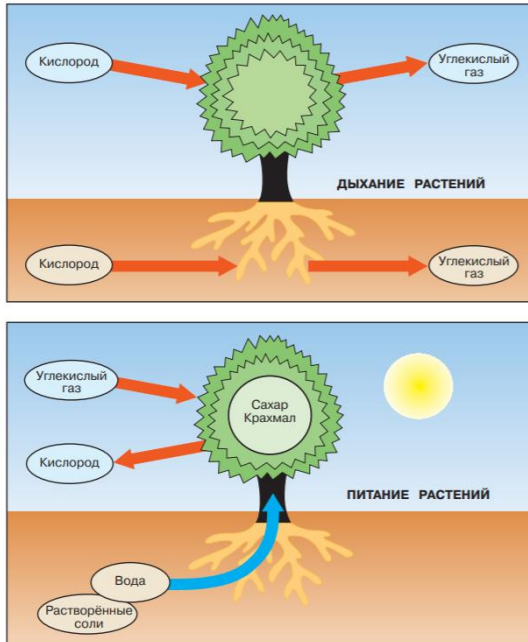 Кислород
Углекислый
газ
ДЫХАНИЕ РАСТЕНИЙ
Кислород
Углекислый
газ
Углекислый
газ
Сахар
Крахмал
Кислород
ПИТАНИЕ РАСТЕНИЙ
Вода
Растворённые
соли